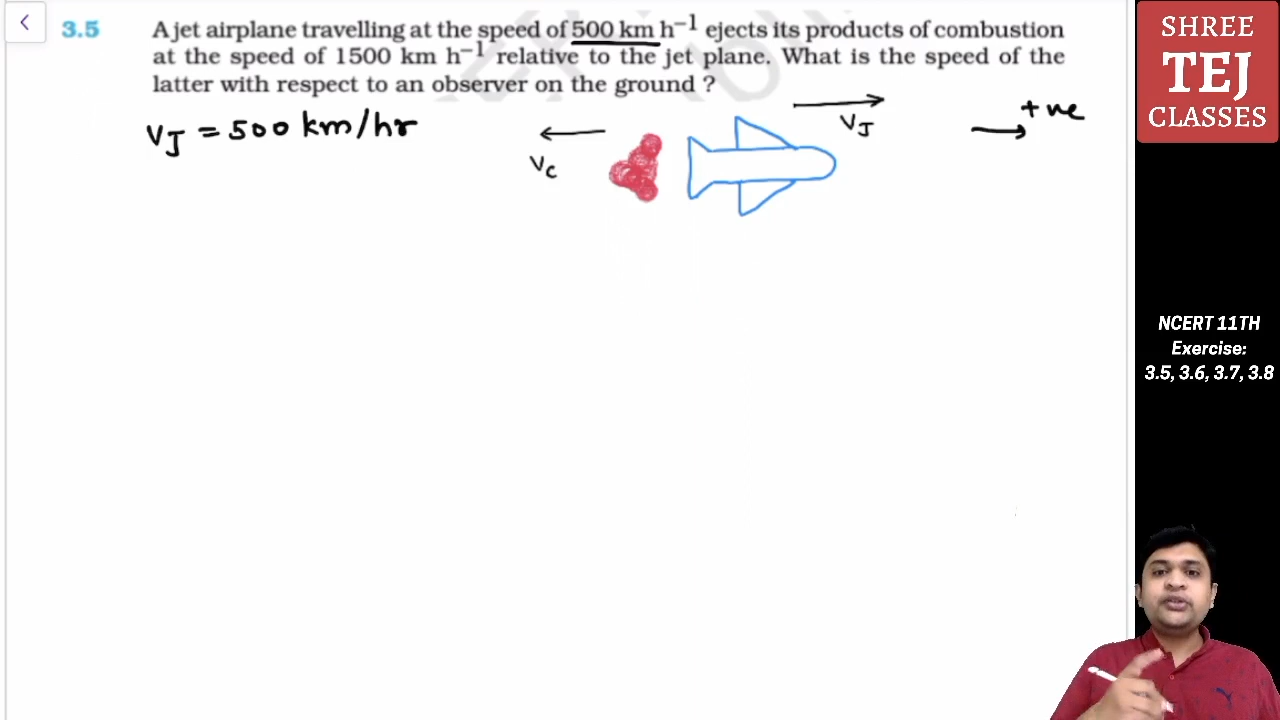 3.5 A jet airplane travelling at the speed of 500 km h⁻¹ ejects its products of combustion
at the speed of 1500 km h⁻¹ relative to the jet plane. What is the speed of the
latter with respect to an observer on the ground ?
V_J = 500 km/hr
V_C
V_J
+ve
SHREE
TEJ
CLASSES
NCERT 11TH
Exercise:
3.5, 3.6, 3.7, 3.8